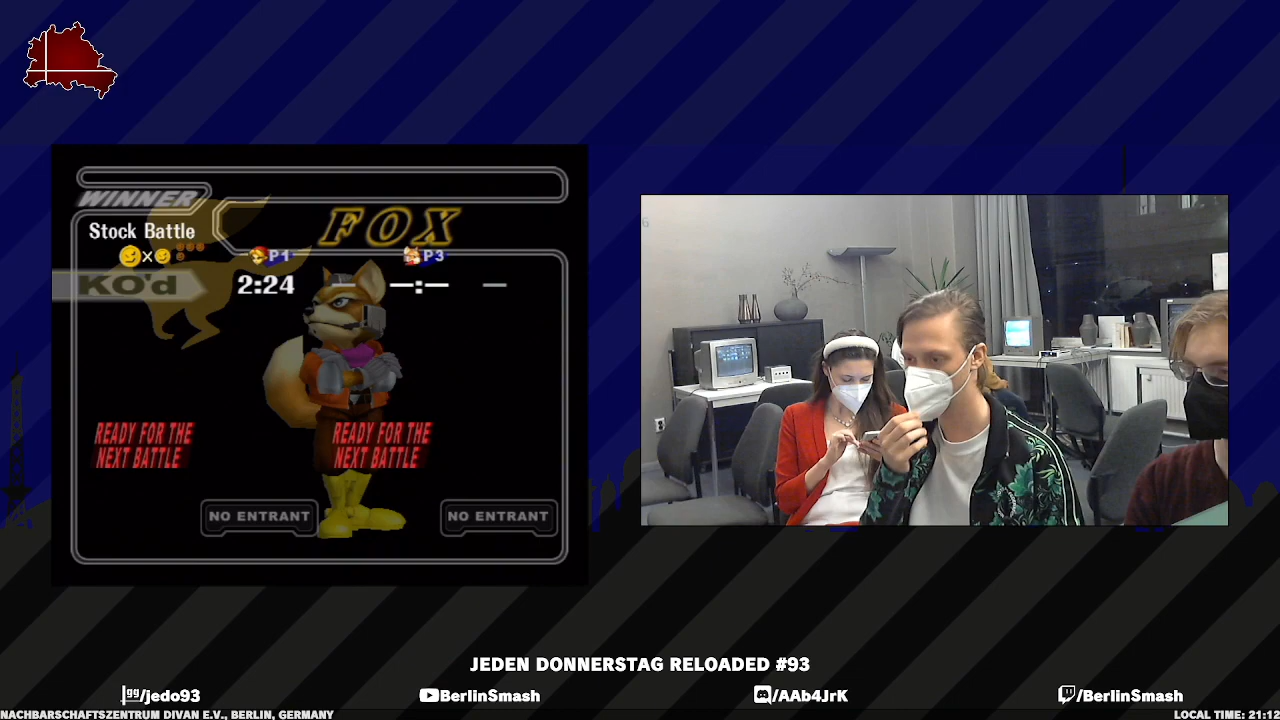 WINNER
FOX
Stock Battle
×
P1
P3
KO'd
2:24
READY FOR THE
NEXT BATTLE
READY FOR THE
NEXT BATTLE
NO ENTRANT
NO ENTRANT
JEDEN DONNERSTAG RELOADED #93
gg/jedo93
BerlinSmash
/AAb4JrK
/BerlinSmash
NACHBARSCHAFTSZENTRUM DIVAN E.V., BERLIN, GERMANY
LOCAL TIME: 21:12